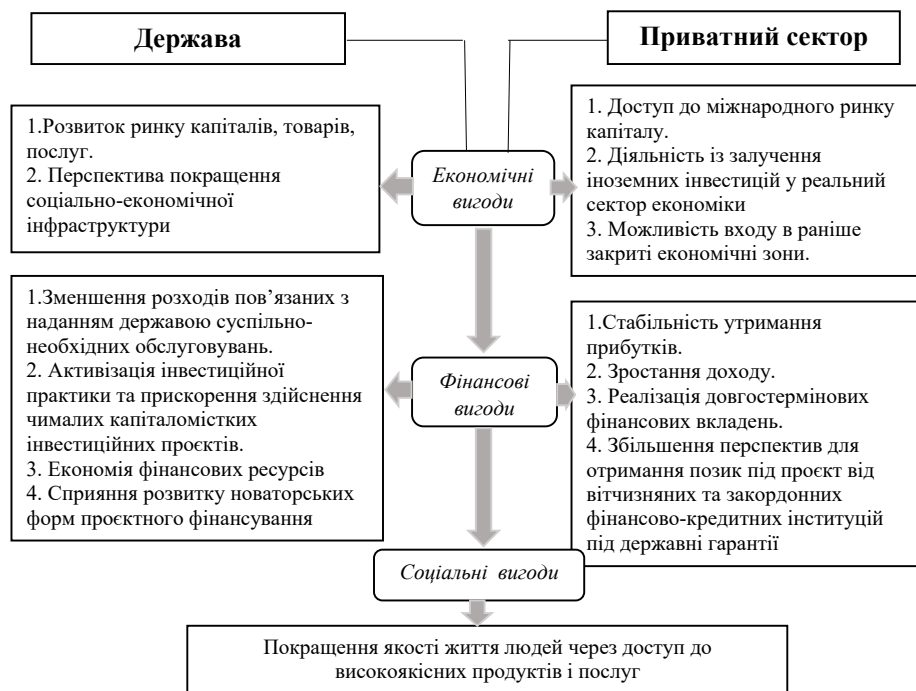 Держава
Приватний сектор
1.Розвиток ринку капіталів, товарів,
послуг.
2. Перспектива покращення
соціально-економічної
інфраструктури
Економічні
вигоди
1. Доступ до міжнародного ринку
капіталу.
2. Діяльність із залучення
іноземних інвестицій у реальний
сектор економіки
3. Можливість входу в раніше
закриті економічні зони.
1.Зменшення розходів пов’язаних з
наданням державою суспільно-
необхідних обслуговувань.
2. Активізація інвестиційної
практики та прискорення здійснення
чималих капіталомістких
інвестиційних проєктів.
3. Економія фінансових ресурсів
4. Сприяння розвитку новаторських
форм проєктного фінансування
Фінансові
вигоди
1.Стабільність утримання
прибутків.
2. Зростання доходу.
3. Реалізація довгостермінових
фінансових вкладень.
4. Збільшення перспектив для
отримання позик під проєкт від
вітчизняних та закордонних
фінансово-кредитних інституцій
під державні гарантії
Соціальні вигоди
Покращення якості життя людей через доступ до
високоякісних продуктів і послуг